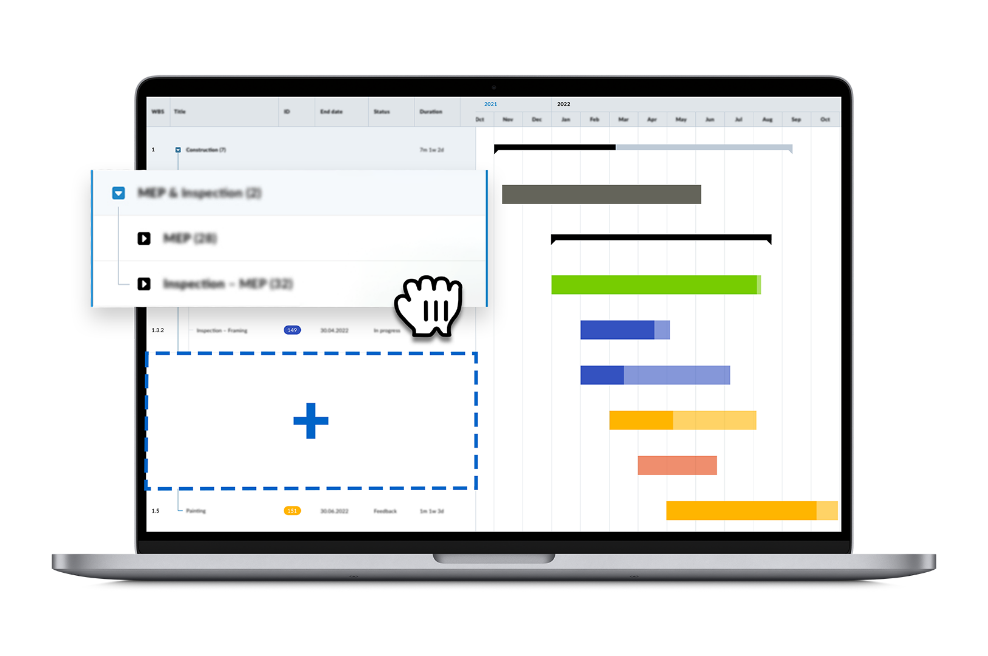 2021 2022
WBS Title ID End date Status Duration Oct Nov Dec Jan Feb Mar Apr May Jun Jul Aug Sep Oct
1 Construction (7) 7m 1w 2d
MEP & Inspection (2)
MEP (28)
Inspection – MEP (32)
1.3.2 Inspection – Framing 149 30.04.2022 In progress
1.5 Painting 151 30.06.2022 Feedback 1m 1w 3d